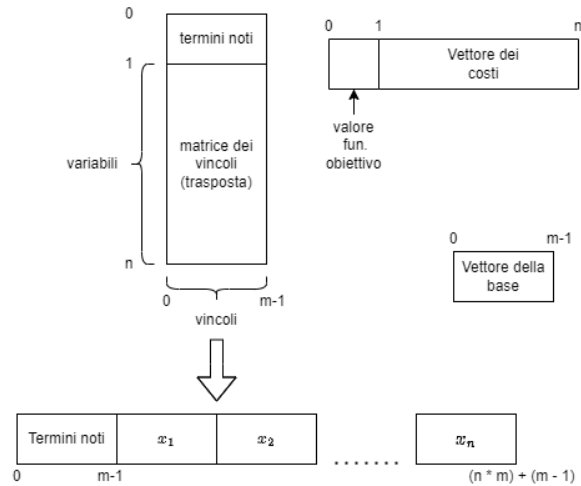 0
termini noti
1
variabili
matrice dei
vincoli
(trasposta)
n
0
m-1
vincoli
0
1
n
Vettore dei
costi
valore
fun.
obiettivo
0
m-1
Vettore della
base
Termini noti
x₁
x₂
.......
xₙ
0
m-1
(n * m) + (m - 1)